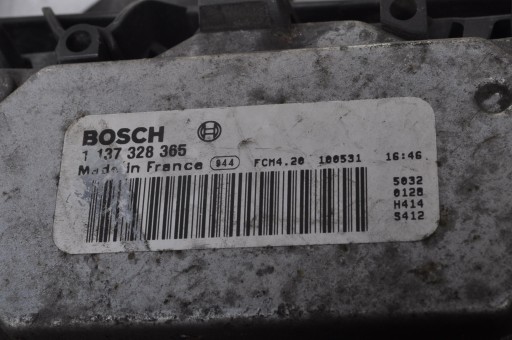 BOSCH
1 137 328 365
Made in France 944 FCM4.20 100531 16:46
5032
0128
H414
S412